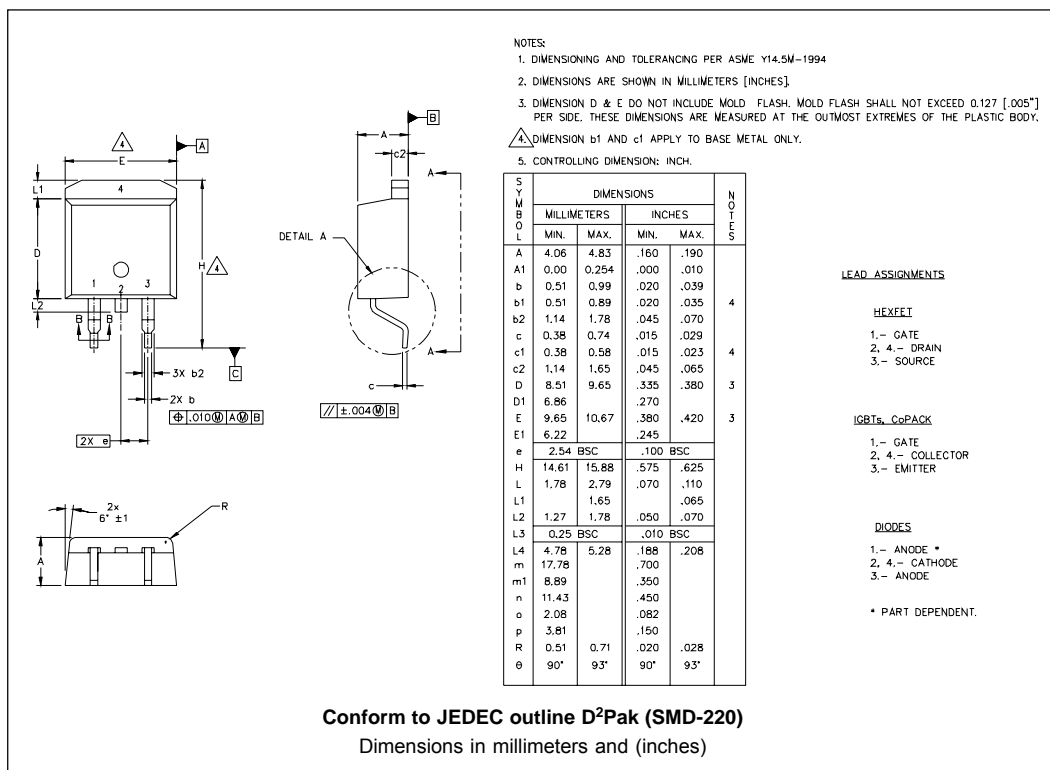 NOTES:
1. DIMENSIONING AND TOLERANCING PER ASME Y14.5M-1994
2. DIMENSIONS ARE SHOWN IN MILLIMETERS [INCHES].
3. DIMENSION D & E DO NOT INCLUDE MOLD FLASH. MOLD FLASH SHALL NOT EXCEED 0.127 [.005"]
PER SIDE. THESE DIMENSIONS ARE MEASURED AT THE OUTMOST EXTREMES OF THE PLASTIC BODY.
4. DIMENSION b1 AND c1 APPLY TO BASE METAL ONLY.
5. CONTROLLING DIMENSION: INCH.
4
A
E
L1
4
D
H
4
1
2
3
L2
B
B
C
3X b2
2X b
⌖ .010 Ⓜ A Ⓜ B
2X e
A
B
c2
A
DETAIL A
A
c
// ±.004 Ⓜ B
2x
6° ±1
R
A
SYMBOL DIMENSIONS NOTES
MILLIMETERS INCHES
MIN. MAX. MIN. MAX.
A 4.06 4.83 .160 .190
A1 0.00 0.254 .000 .010
b 0.51 0.99 .020 .039
b1 0.51 0.89 .020 .035 4
b2 1.14 1.78 .045 .070
c 0.38 0.74 .015 .029
c1 0.38 0.58 .015 .023 4
c2 1.14 1.65 .045 .065
D 8.51 9.65 .335 .380 3
D1 6.86 .270
E 9.65 10.67 .380 .420 3
E1 6.22 .245
e 2.54 BSC .100 BSC
H 14.61 15.88 .575 .625
L 1.78 2.79 .070 .110
L1 1.65 .065
L2 1.27 1.78 .050 .070
L3 0.25 BSC .010 BSC
L4 4.78 5.28 .188 .208
m 17.78 .700
m1 8.89 .350
n 11.43 .450
o 2.08 .082
p 3.81 .150
R 0.51 0.71 .020 .028
θ 90° 93° 90° 93°
LEAD ASSIGNMENTS
HEXFET
1.- GATE
2, 4.- DRAIN
3.- SOURCE
IGBTs, CoPACK
1.- GATE
2, 4.- COLLECTOR
3.- EMITTER
DIODES
1.- ANODE *
2, 4.- CATHODE
3.- ANODE
* PART DEPENDENT.
Conform to JEDEC outline D²Pak (SMD-220)
Dimensions in millimeters and (inches)